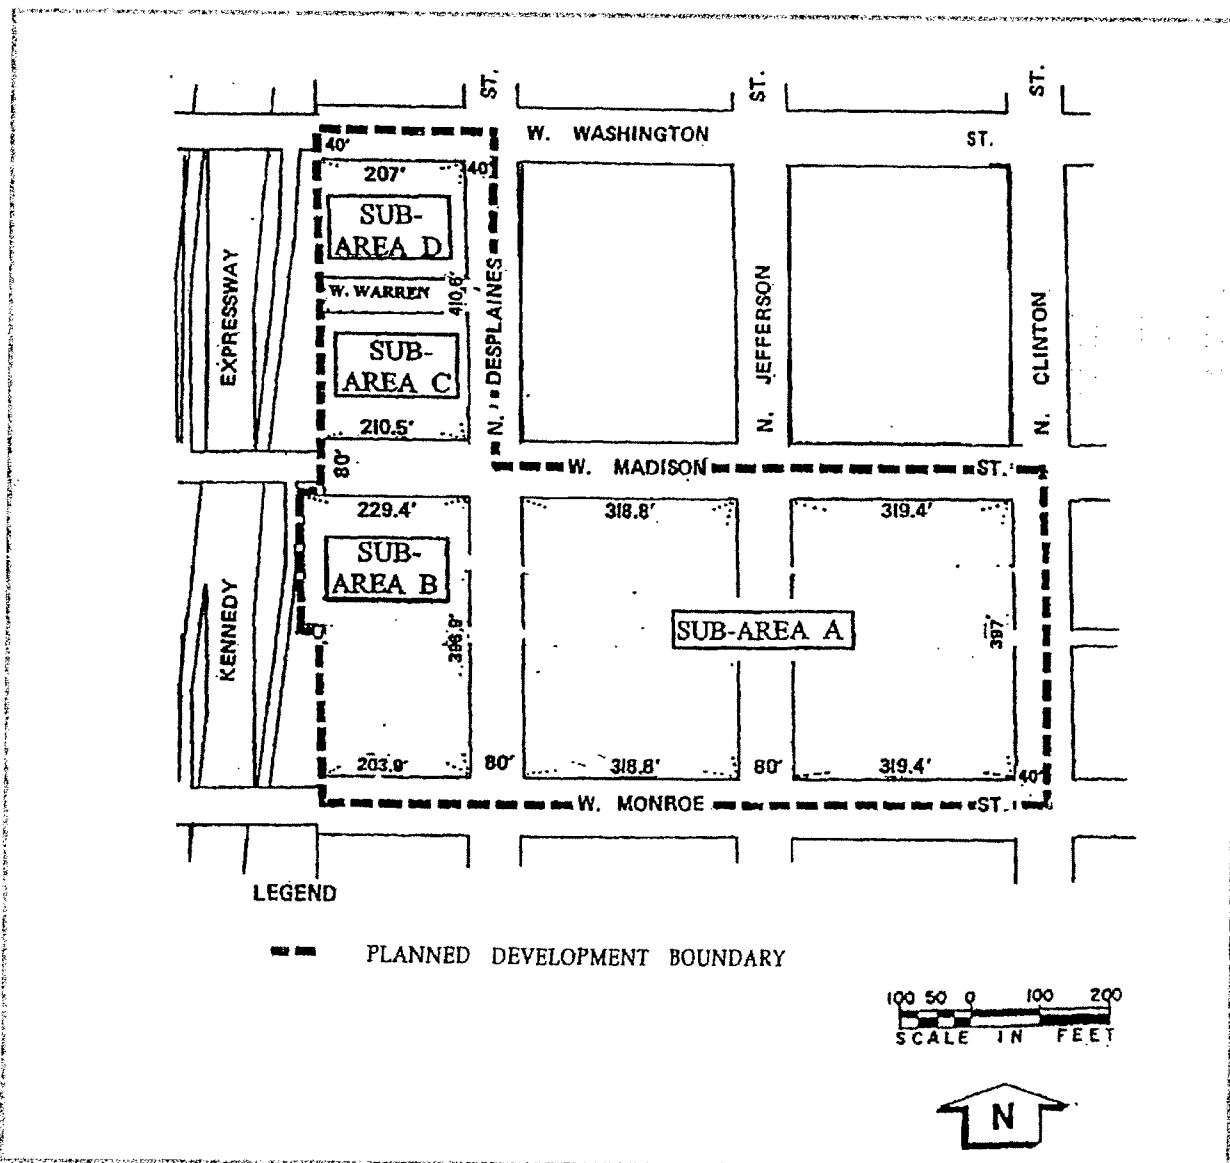 ST.
ST.
ST.
40'
W. WASHINGTON ST.
207'
40'
SUB-
AREA D
W. WARREN
410.6'
EXPRESSWAY
N. DESPLAINES
N. JEFFERSON
N. CLINTON
SUB-
AREA C
210.5'
80'
W. MADISON ST.
229.4'
318.8'
319.4'
SUB-
AREA B
KENNEDY
396.9'
SUB-AREA A
397'
203.9'
80'
318.8'
80'
319.4'
40'
W. MONROE ST.
LEGEND
PLANNED DEVELOPMENT BOUNDARY
100 50 0 100 200
SCALE IN FEET
N